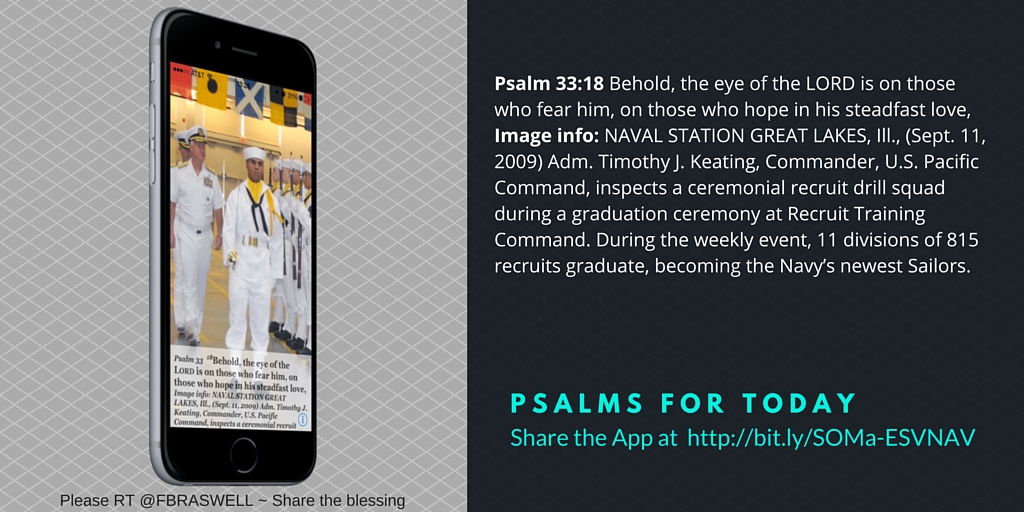 ●●●○○ AT&T
31%
Psalm 33 18Behold, the eye of the
LORD is on those who fear him, on
those who hope in his steadfast love,
Image info: NAVAL STATION GREAT
LAKES, Ill., (Sept. 11, 2009) Adm. Timothy J.
Keating, Commander, U.S. Pacific
Command, inspects a ceremonial recruit
Please RT @FBRASWELL ~ Share the blessing
Psalm 33:18 Behold, the eye of the LORD is on those
who fear him, on those who hope in his steadfast love,
Image info: NAVAL STATION GREAT LAKES, Ill., (Sept. 11,
2009) Adm. Timothy J. Keating, Commander, U.S. Pacific
Command, inspects a ceremonial recruit drill squad
during a graduation ceremony at Recruit Training
Command. During the weekly event, 11 divisions of 815
recruits graduate, becoming the Navy’s newest Sailors.
PSALMS FOR TODAY
Share the App at http://bit.ly/SOMa-ESVNAV